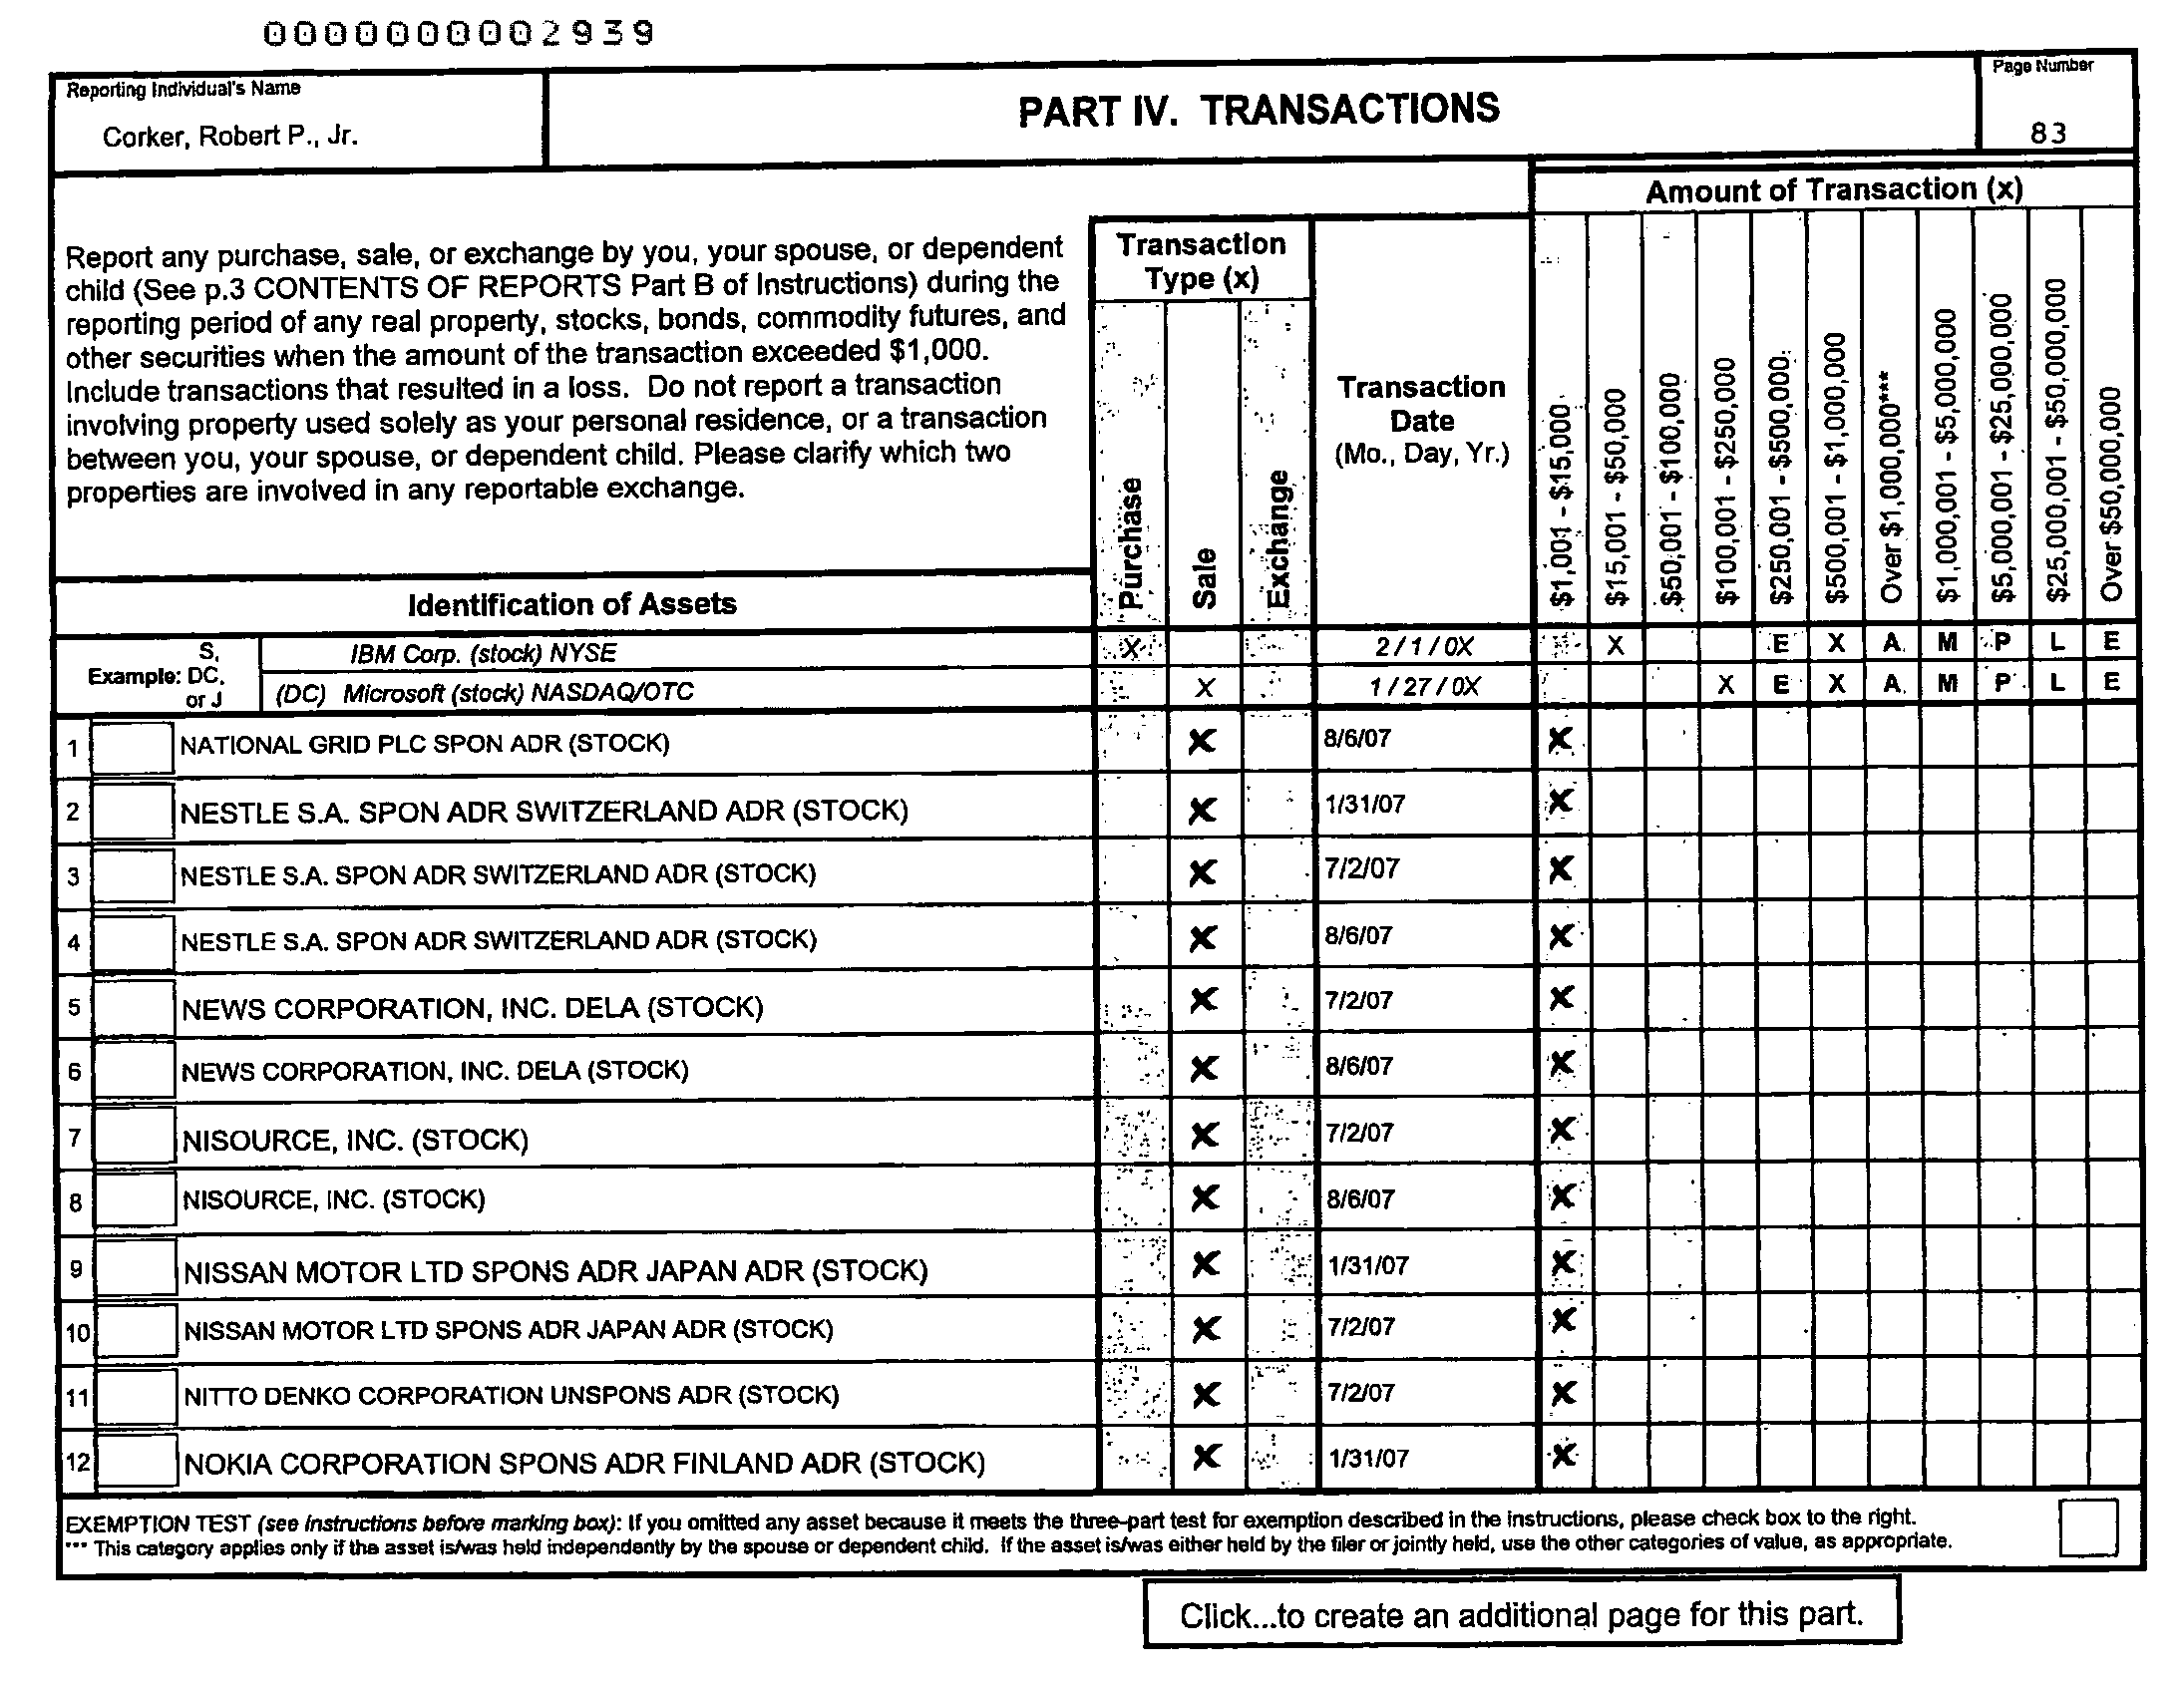 0000000002939
Reporting Individual's Name
Corker, Robert P., Jr.
PART IV. TRANSACTIONS
Page Number
83
Report any purchase, sale, or exchange by you, your spouse, or dependent
child (See p.3 CONTENTS OF REPORTS Part B of Instructions) during the
reporting period of any real property, stocks, bonds, commodity futures, and
other securities when the amount of the transaction exceeded $1,000.
Include transactions that resulted in a loss. Do not report a transaction
involving property used solely as your personal residence, or a transaction
between you, your spouse, or dependent child. Please clarify which two
properties are involved in any reportable exchange.
Identification of Assets
Transaction
Type (x)
Purchase
Sale
Exchange
Transaction
Date
(Mo., Day, Yr.)
Amount of Transaction (x)
$1,001 - $15,000
$15,001 - $50,000
$50,001 - $100,000
$100,001 - $250,000
$250,001 - $500,000
$500,001 - $1,000,000
Over $1,000,000***
$1,000,001 - $5,000,000
$5,000,001 - $25,000,000
$25,000,001 - $50,000,000
Over $50,000,000
Example: S, DC, or J
IBM Corp. (stock) NYSE X 2 / 1 / 0X X E X A M P L E
(DC) Microsoft (stock) NASDAQ/OTC X 1 / 27 / 0X X E X A M P L E
1 NATIONAL GRID PLC SPON ADR (STOCK) X 8/6/07 X
2 NESTLE S.A. SPON ADR SWITZERLAND ADR (STOCK) X 1/31/07 X
3 NESTLE S.A. SPON ADR SWITZERLAND ADR (STOCK) X 7/2/07 X
4 NESTLE S.A. SPON ADR SWITZERLAND ADR (STOCK) X 8/6/07 X
5 NEWS CORPORATION, INC. DELA (STOCK) X 7/2/07 X
6 NEWS CORPORATION, INC. DELA (STOCK) X 8/6/07 X
7 NISOURCE, INC. (STOCK) X 7/2/07 X
8 NISOURCE, INC. (STOCK) X 8/6/07 X
9 NISSAN MOTOR LTD SPONS ADR JAPAN ADR (STOCK) X 1/31/07 X
10 NISSAN MOTOR LTD SPONS ADR JAPAN ADR (STOCK) X 7/2/07 X
11 NITTO DENKO CORPORATION UNSPONS ADR (STOCK) X 7/2/07 X
12 NOKIA CORPORATION SPONS ADR FINLAND ADR (STOCK) X 1/31/07 X
EXEMPTION TEST (see instructions before marking box): If you omitted any asset because it meets the three-part test for exemption described in the instructions, please check box to the right.
*** This category applies only if the asset is/was held independently by the spouse or dependent child. If the asset is/was either held by the filer or jointly held, use the other categories of value, as appropriate.
Click...to create an additional page for this part.